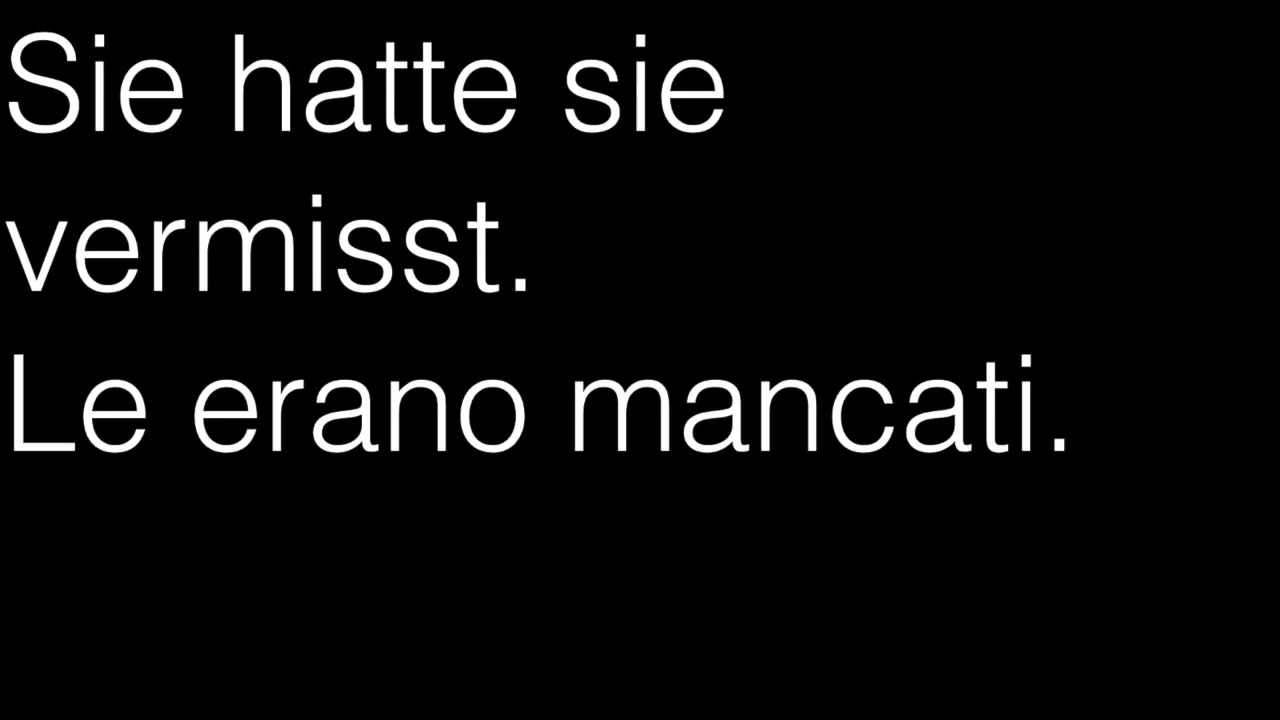 Sie hatte sie
vermisst.
Le erano mancati.